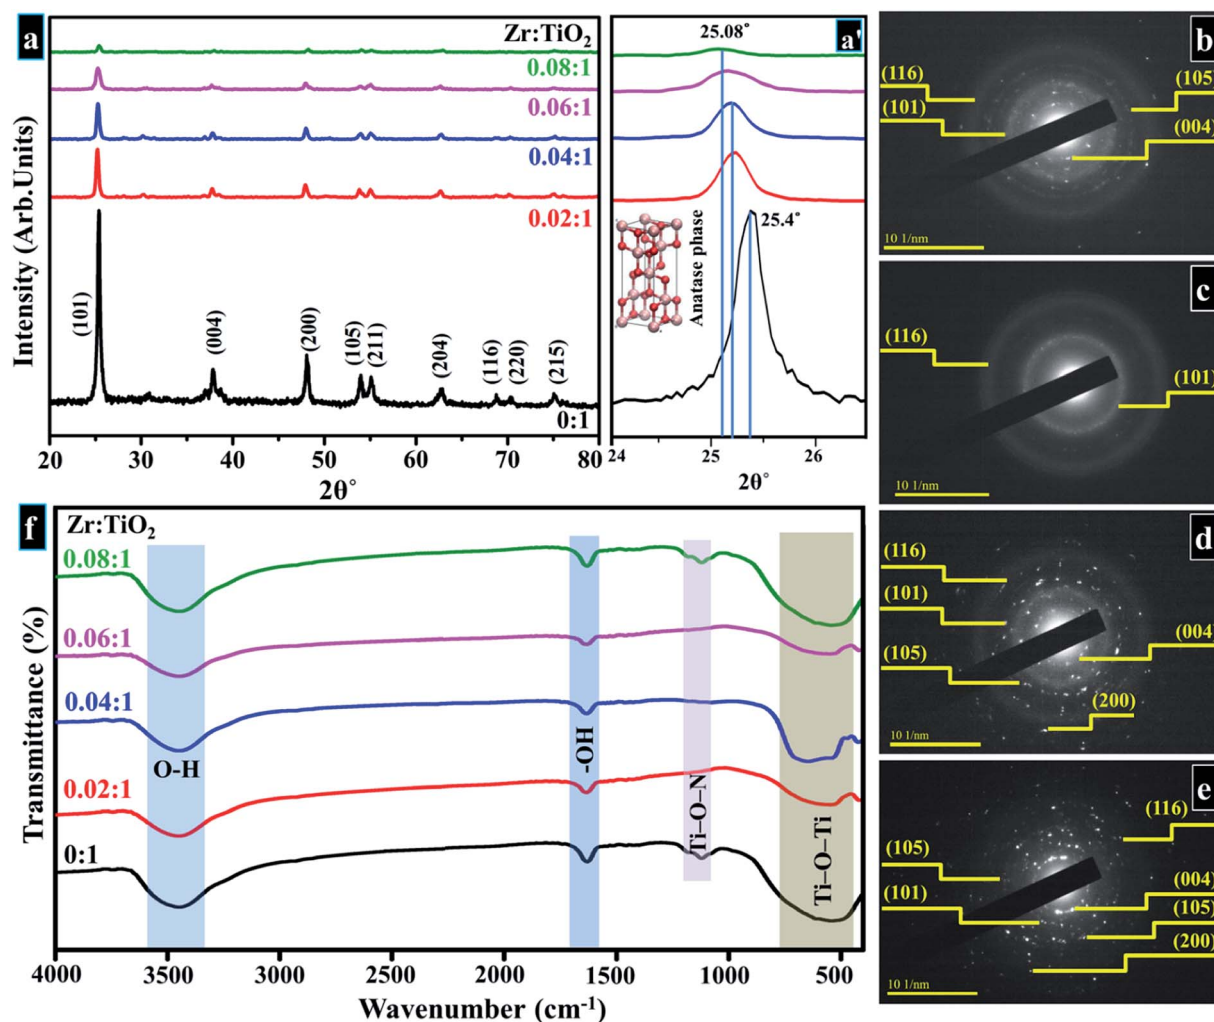 a
Zr:TiO2
0.08:1
0.06:1
0.04:1
0.02:1
0:1
(101)
(004)
(200)
(105)
(211)
(204)
(116)
(220)
(215)
Intensity (Arb.Units)
20 30 40 50 60 70 80
2θ°
a'
25.08°
25.4°
Anatase phase
24 25 26
2θ°
b
(116)
(101)
(105)
(004)
10 1/nm
c
(116)
(101)
10 1/nm
d
(116)
(101)
(105)
(004)
(200)
10 1/nm
e
(116)
(105)
(101)
(004)
(105)
(200)
10 1/nm
f
Zr:TiO2
0.08:1
0.06:1
0.04:1
0.02:1
0:1
O-H
-OH
Ti–O–N
Ti–O–Ti
Transmittance (%)
4000 3500 3000 2500 2000 1500 1000 500
Wavenumber (cm-1)